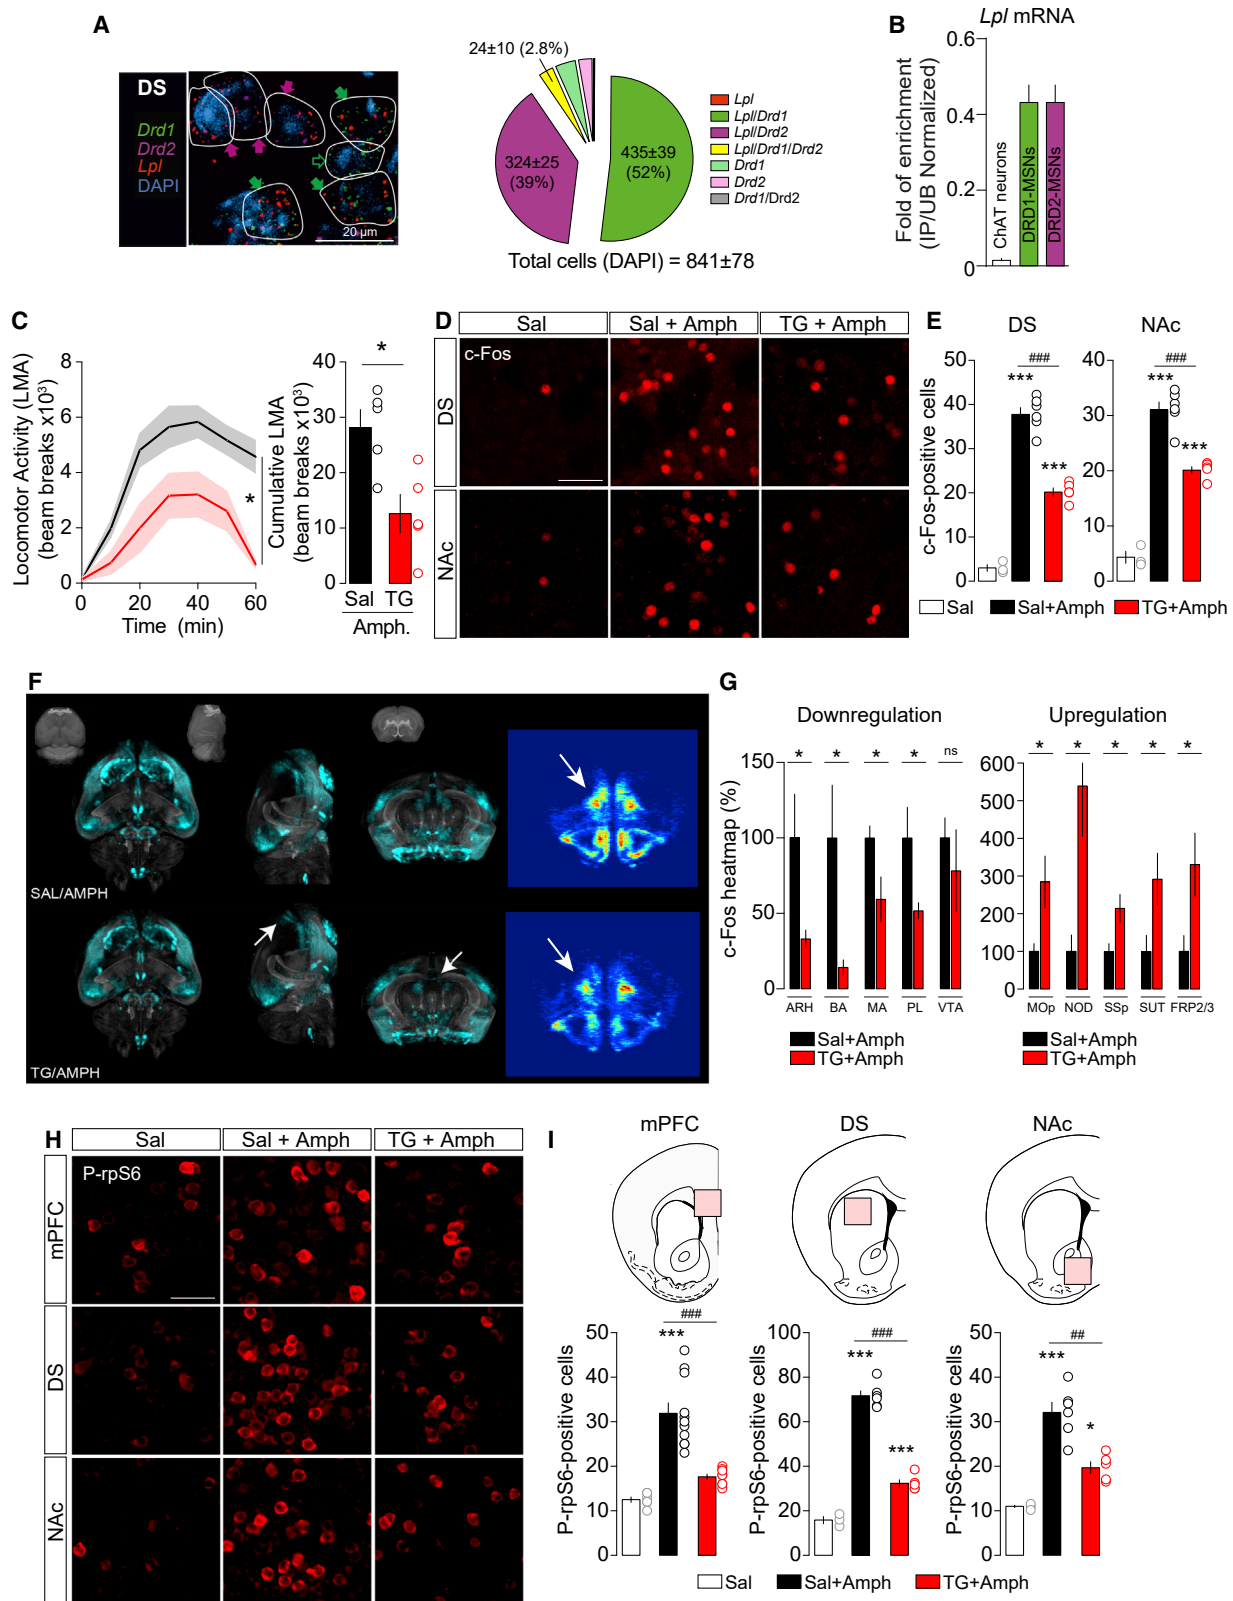 A
DS
Drd1
Drd2
Lpl
DAPI
20 µm
24±10 (2.8%)
324±25
(39%)
435±39
(52%)
Total cells (DAPI) = 841±78
Lpl
Lpl/Drd1
Lpl/Drd2
Lpl/Drd1/Drd2
Drd1
Drd2
Drd1/Drd2
B
Lpl mRNA
Fold of enrichment
(IP/UB Normalized)
0.6
0.4
0.2
0
ChAT neurons
DRD1-MSNs
DRD2-MSNs
C
Locomotor Activity (LMA)
(beam breaks x10³)
8
6
4
2
0
0
20
40
60
Time (min)
*
Cumulative LMA
(beam breaks x10³)
40
30
20
10
0
*
Sal
TG
Amph.
D
Sal
Sal + Amph
TG + Amph
c-Fos
DS
NAc
E
DS
NAc
c-Fos-positive cells
50
40
30
20
10
0
***
###
***
40
30
20
10
0
***
###
***
Sal
Sal+Amph
TG+Amph
F
SAL/AMPH
TG/AMPH
G
Downregulation
Upregulation
c-Fos heatmap (%)
150
100
50
0
* * * * ns
ARH BA MA PL VTA
600
500
400
300
200
100
0
* * * * *
MOp NOD SSp SUT FRP2/3
Sal+Amph
TG+Amph
Sal+Amph
TG+Amph
H
Sal
Sal + Amph
TG + Amph
P-rpS6
mPFC
DS
NAc
I
mPFC
DS
NAc
P-rpS6-positive cells
50
40
30
20
10
0
***
###
P-rpS6-positive cells
100
80
60
40
20
0
***
###
***
P-rpS6-positive cells
50
40
30
20
10
0
***
##
*
Sal
Sal+Amph
TG+Amph